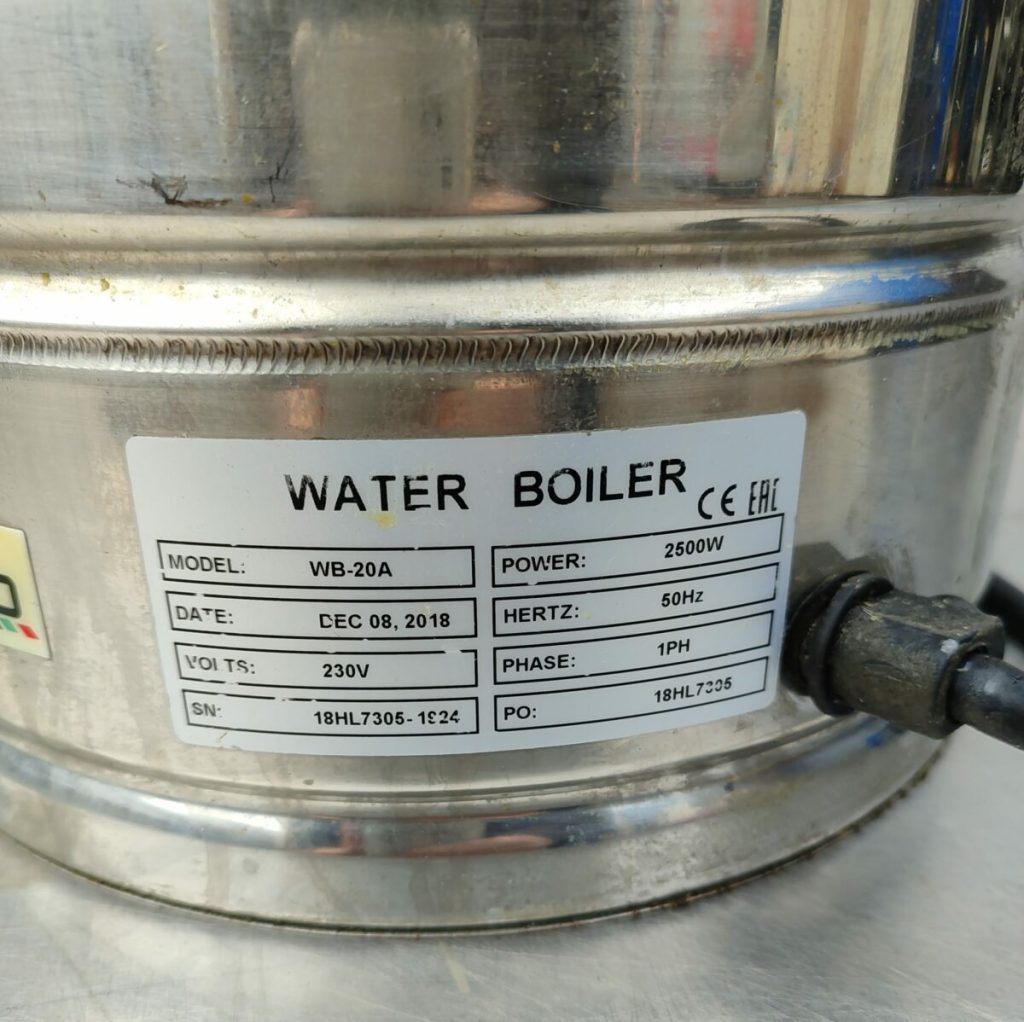 WATER BOILER
CE EAC
MODEL: WB-20A
POWER: 2500W
DATE: DEC 08, 2018
HERTZ: 50Hz
VOLTS: 230V
PHASE: 1PH
SN: 18HL7305-1924
PO: 18HL7305